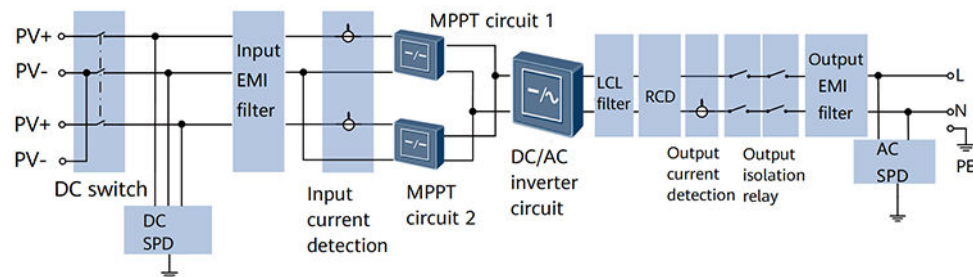 PV+
PV-
PV+
PV-
DC switch
DC
SPD
Input
EMI
filter
Input
current
detection
MPPT circuit 1
MPPT
circuit 2
DC/AC
inverter
circuit
LCL
filter
RCD
Output
current
detection
Output
isolation
relay
Output
EMI
filter
AC
SPD
L
N
PE